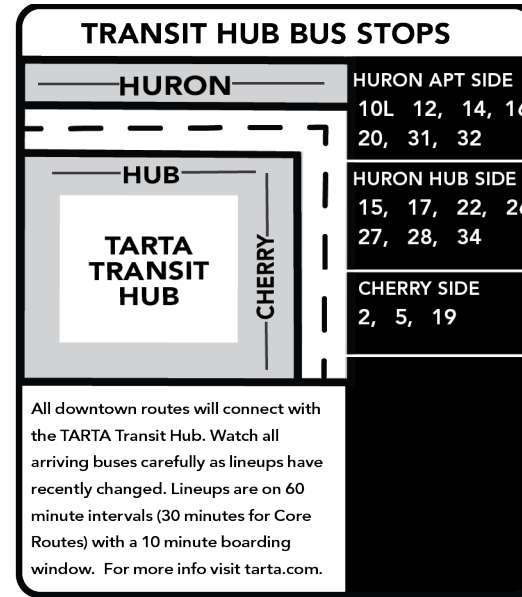 TRANSIT HUB BUS STOPS
HURON
HUB
TARTA
TRANSIT
HUB
CHERRY
HURON APT SIDE
10L 12, 14,
20, 31, 32
HURON HUB SIDE
15, 17, 22,
27, 28, 34
CHERRY SIDE
2, 5, 19
All downtown routes will connect with
the TARTA Transit Hub. Watch all
arriving buses carefully as lineups have
recently changed. Lineups are on 60
minute intervals (30 minutes for Core
Routes) with a 10 minute boarding
window. For more info visit tarta.com.